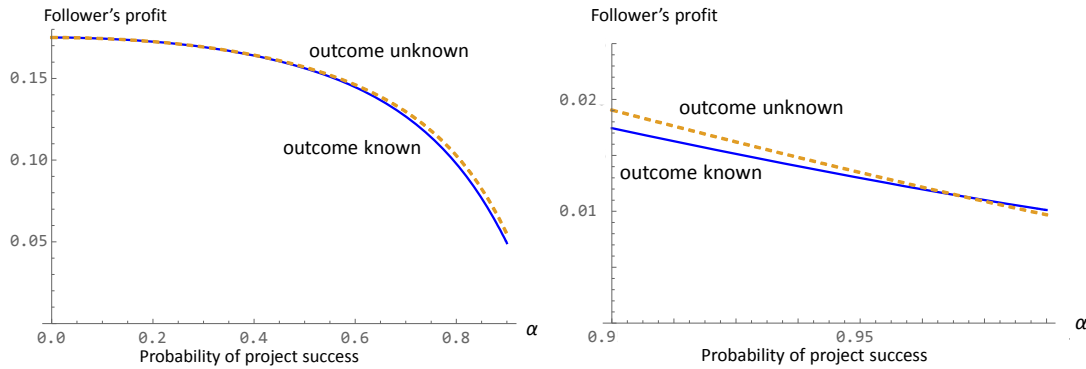 Follower's profit
outcome unknown
0.15
outcome known
0.10
0.05
0.0 0.2 0.4 0.6 0.8 α
Probability of project success
Follower's profit
0.02
outcome unknown
outcome known
0.01
0.9 0.95 α
Probability of project success